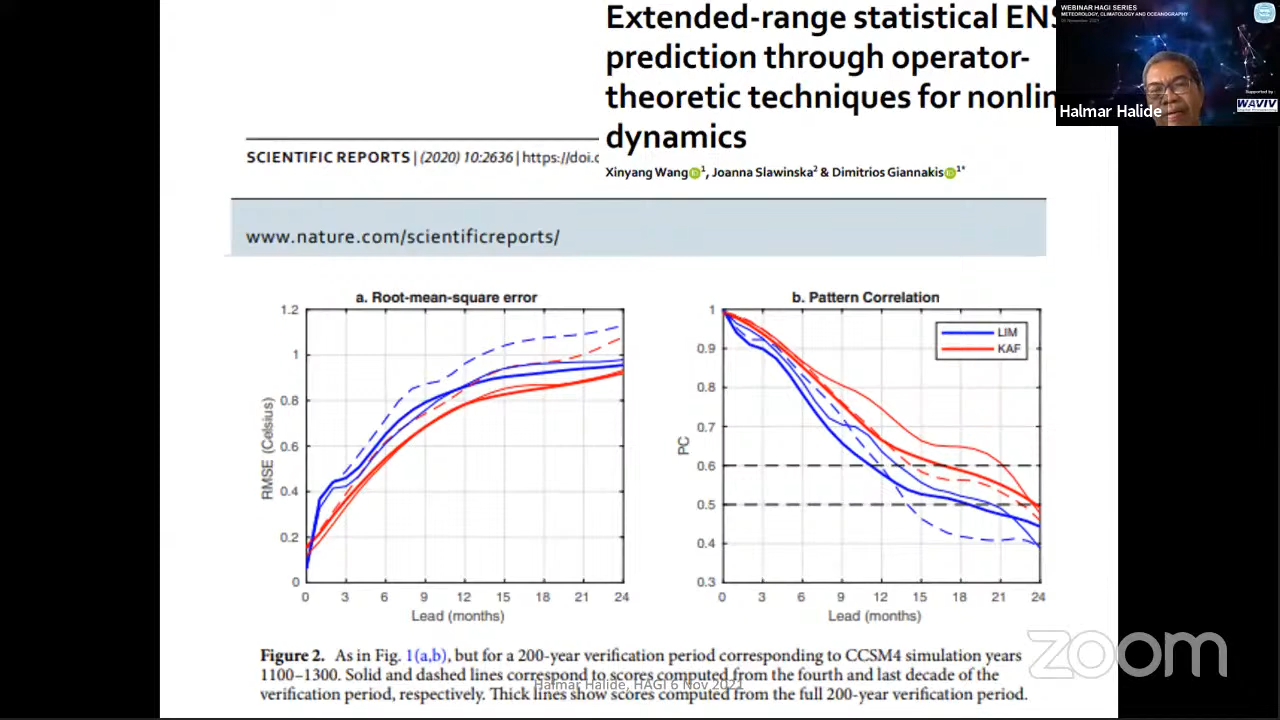 Extended-range statistical EN
prediction through operator-
theoretic techniques for nonlin
dynamics
SCIENTIFIC REPORTS | (2020) 10:2636 | https://doi.
Xinyang Wang¹, Joanna Slawinska² & Dimitrios Giannakis¹*
www.nature.com/scientificreports/
WEBINAR HAGI SERIES
METEOROLOGY, CLIMATOLOGY AND OCEANOGRAPHY
Supported by
WAVIV
Halmar Halide
a. Root-mean-square error
1.2
1
0.8
0.6
0.4
0.2
0
RMSE (Celsius)
0 3 6 9 12 15 18 21 24
Lead (months)
b. Pattern Correlation
1
0.9
0.8
0.7
0.6
0.5
0.4
0.3
PC
LIM
KAF
0 3 6 9 12 15 18 21 24
Lead (months)
Figure 2. As in Fig. 1(a,b), but for a 200-year verification period corresponding to CCSM4 simulation years
1100–1300. Solid and dashed lines correspond to scores computed from the fourth and last decade of the
verification period, respectively. Thick lines show scores computed from the full 200-year verification period.
Halmar Halide, HAGI 6 Nov 2021
zoom